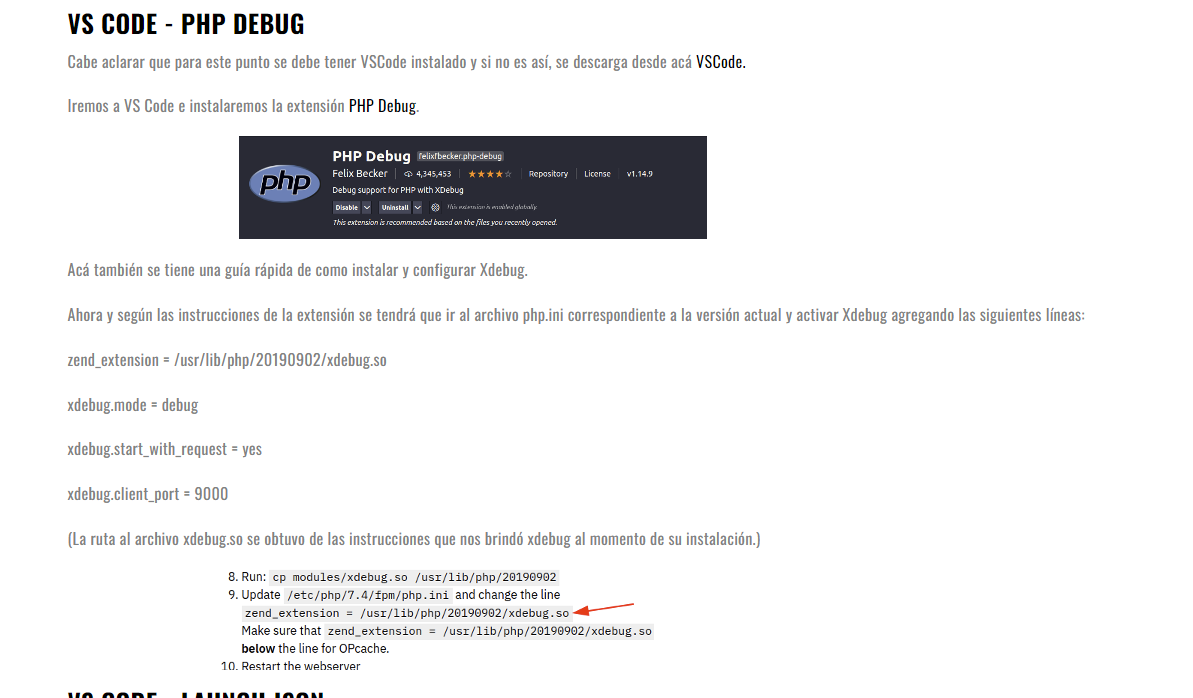 VS CODE - PHP DEBUG
Cabe aclarar que para este punto se debe tener VSCode instalado y si no es así, se descarga desde acá VSCode.
Iremos a VS Code e instalaremos la extensión PHP Debug.
PHP Debug felixfbecker.php-debug
php
Felix Becker 4,345,453 Repository License v1.14.9
Debug support for PHP with XDebug
Disable Uninstall This extension is enabled globally.
This extension is recommended based on the files you recently opened.
Acá también se tiene una guía rápida de como instalar y configurar Xdebug.
Ahora y según las instrucciones de la extensión se tendrá que ir al archivo php.ini correspondiente a la versión actual y activar Xdebug agregando las siguientes líneas:
zend_extension = /usr/lib/php/20190902/xdebug.so
xdebug.mode = debug
xdebug.start_with_request = yes
xdebug.client_port = 9000
(La ruta al archivo xdebug.so se obtuvo de las instrucciones que nos brindó xdebug al momento de su instalación.)
8. Run: cp modules/xdebug.so /usr/lib/php/20190902
9. Update /etc/php/7.4/fpm/php.ini and change the line
zend_extension = /usr/lib/php/20190902/xdebug.so
Make sure that zend_extension = /usr/lib/php/20190902/xdebug.so
below the line for OPcache.
10. Restart the webserver
VS CODE - LAUNCH.JSON